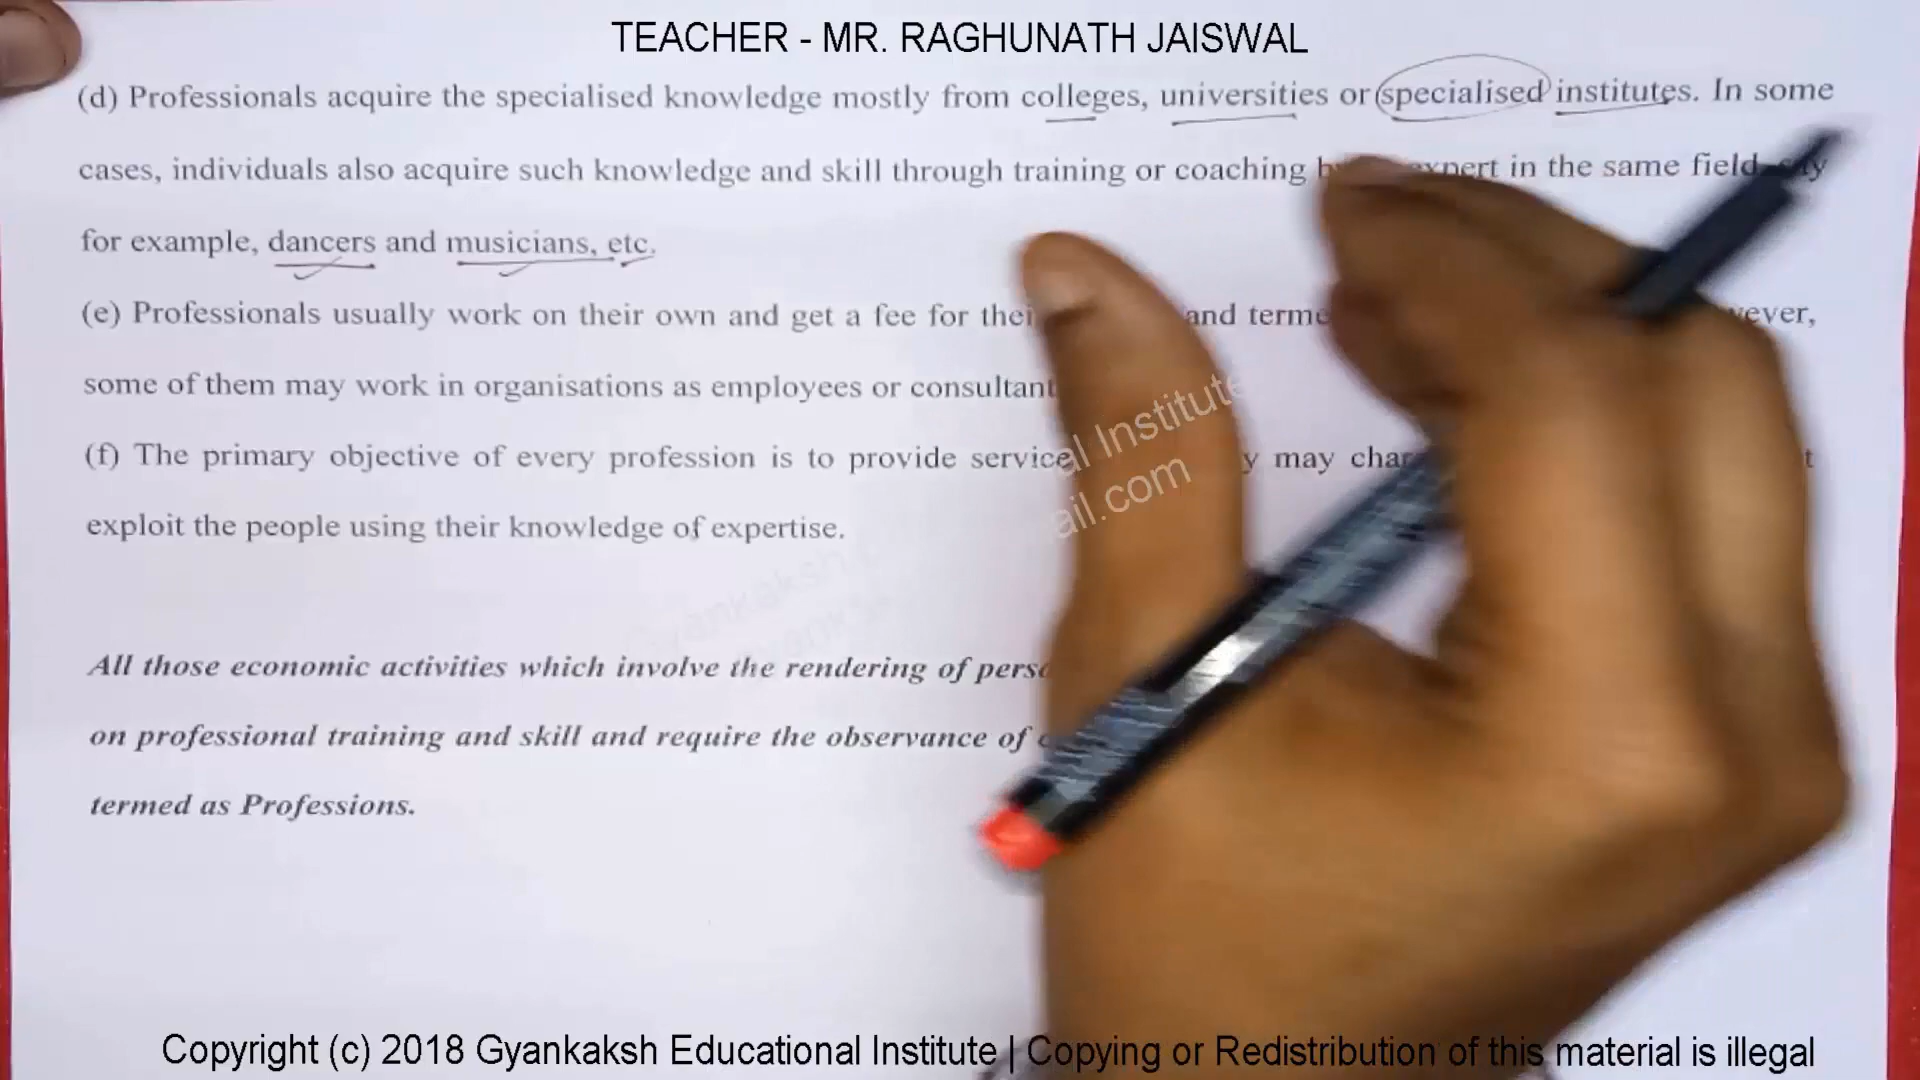 TEACHER - MR. RAGHUNATH JAISWAL
(d) Professionals acquire the specialised knowledge mostly from colleges, universities or specialised institutes. In some
cases, individuals also acquire such knowledge and skill through training or coaching expert in the same field
for example, dancers and musicians, etc.
(e) Professionals usually work on their own and get a fee for and
some of them may work in organisations as employees or
(f) The primary objective of every profession is to provide may
exploit the people using their knowledge of expertise.
Institute
All those economic activities which involve the rendering of
on professional training and skill and require the observance of
termed as Professions.
Copyright (c) 2018 Gyankaksh Educational Institute | Copying or Redistribution of this material is illegal